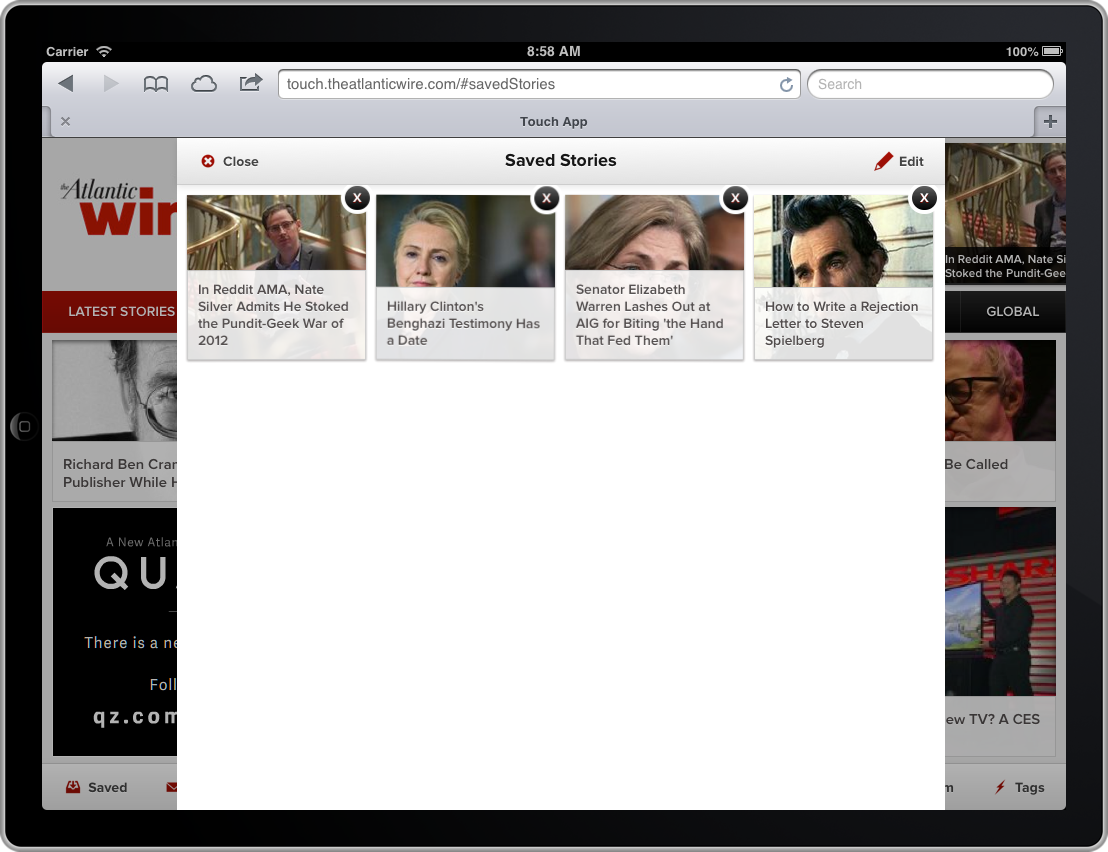 Carrier 8:58 AM 100%
touch.theatlanticwire.com/#savedStories Search
Touch App
Close Saved Stories Edit
the Atlantic
wir
X X X X
In Reddit AMA, Nate
Silver Admits He Stoked
the Pundit-Geek War of
2012
Hillary Clinton's
Benghazi Testimony Has
a Date
Senator Elizabeth
Warren Lashes Out at
AIG for Biting 'the Hand
That Fed Them'
How to Write a Rejection
Letter to Steven
Spielberg
In Reddit AMA, Nate Si
Stoked the Pundit-Gee
LATEST STORIES GLOBAL
Richard Ben Cran
Publisher While H
Be Called
A New Atlan
QUA
There is a ne
Foll
qz.com
SHAR
ew TV? A CES
Saved m Tags